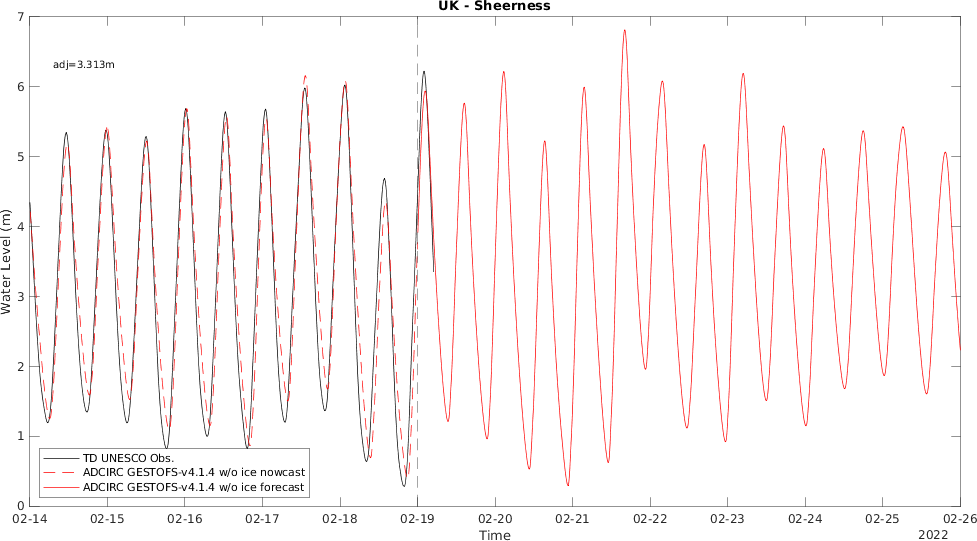 UK - Sheerness
adj=3.313m
Water Level (m)
7
6
5
4
3
2
1
0
TD UNESCO Obs.
ADCIRC GESTOFS-v4.1.4 w/o ice nowcast
ADCIRC GESTOFS-v4.1.4 w/o ice forecast
02-14 02-15 02-16 02-17 02-18 02-19 02-20 02-21 02-22 02-23 02-24 02-25 02-26
Time
2022